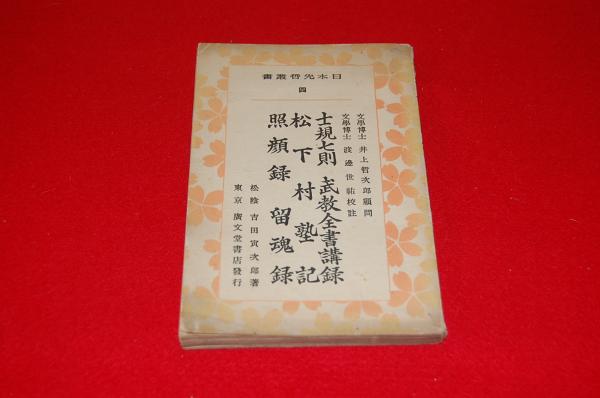 書叢哲先本日
四
文學博士 井上哲次郎顧問
文學博士 渡邊世祐校註
士規七則 武教全書講録
松下村塾記
照顔録 留魂録
松陰 吉田寅次郎著
東京 廣文堂書店發行